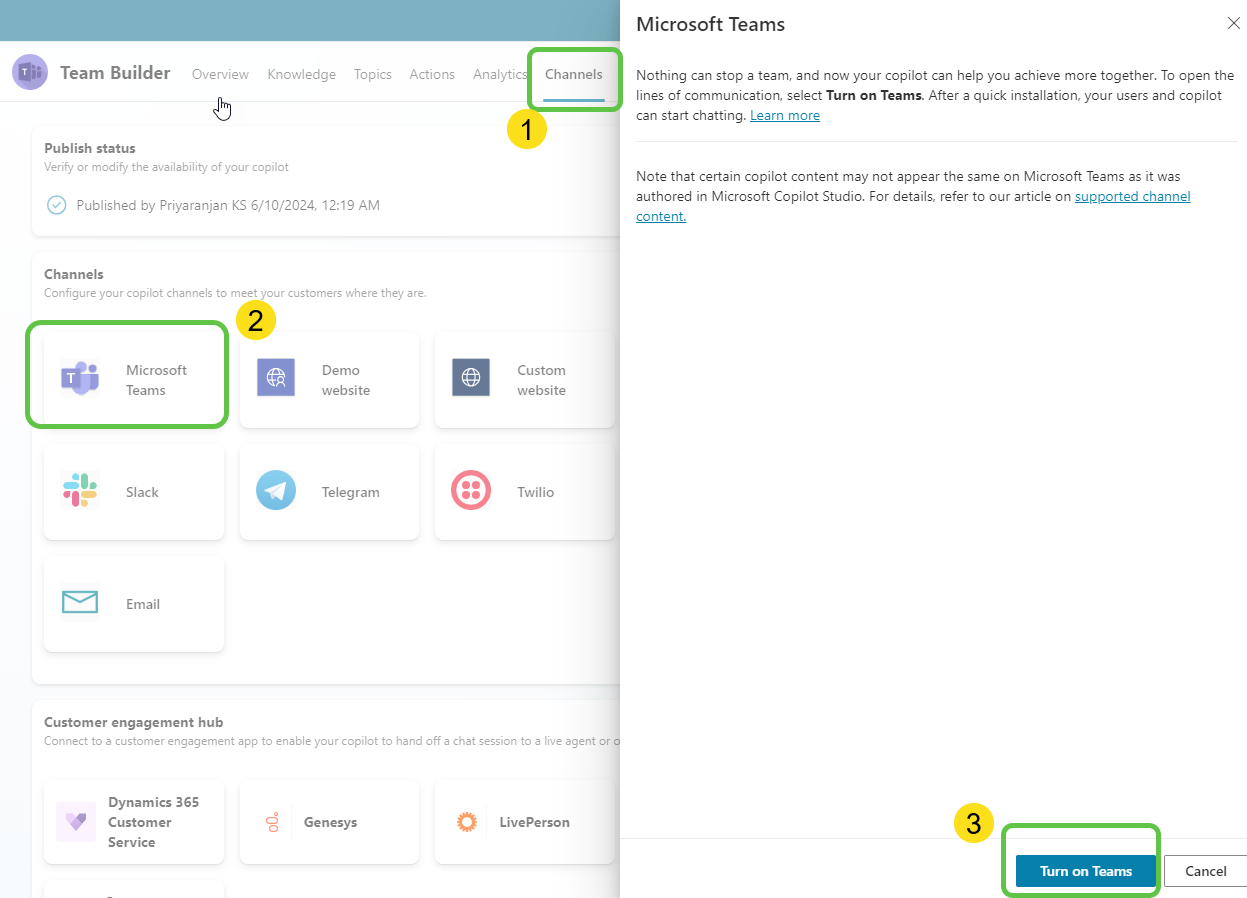 Team Builder
Overview
Knowledge
Topics
Actions
Analytics
Channels
1
Publish status
Verify or modify the availability of your copilot
Published by Priyaranjan KS 6/10/2024, 12:19 AM
Channels
Configure your copilot channels to meet your customers where they are.
2
T
Microsoft
Teams
Demo
website
Custom
website
Slack
Telegram
Twilio
Email
Customer engagement hub
Connect to a customer engagement app to enable your copilot to hand off a chat session to a live agent or o
Dynamics 365
Customer
Service
Genesys
LivePerson
Microsoft Teams
Nothing can stop a team, and now your copilot can help you achieve more together. To open the
lines of communication, select Turn on Teams. After a quick installation, your users and copilot
can start chatting. Learn more
Note that certain copilot content may not appear the same on Microsoft Teams as it was
authored in Microsoft Copilot Studio. For details, refer to our article on supported channel
content.
3
Turn on Teams
Cancel